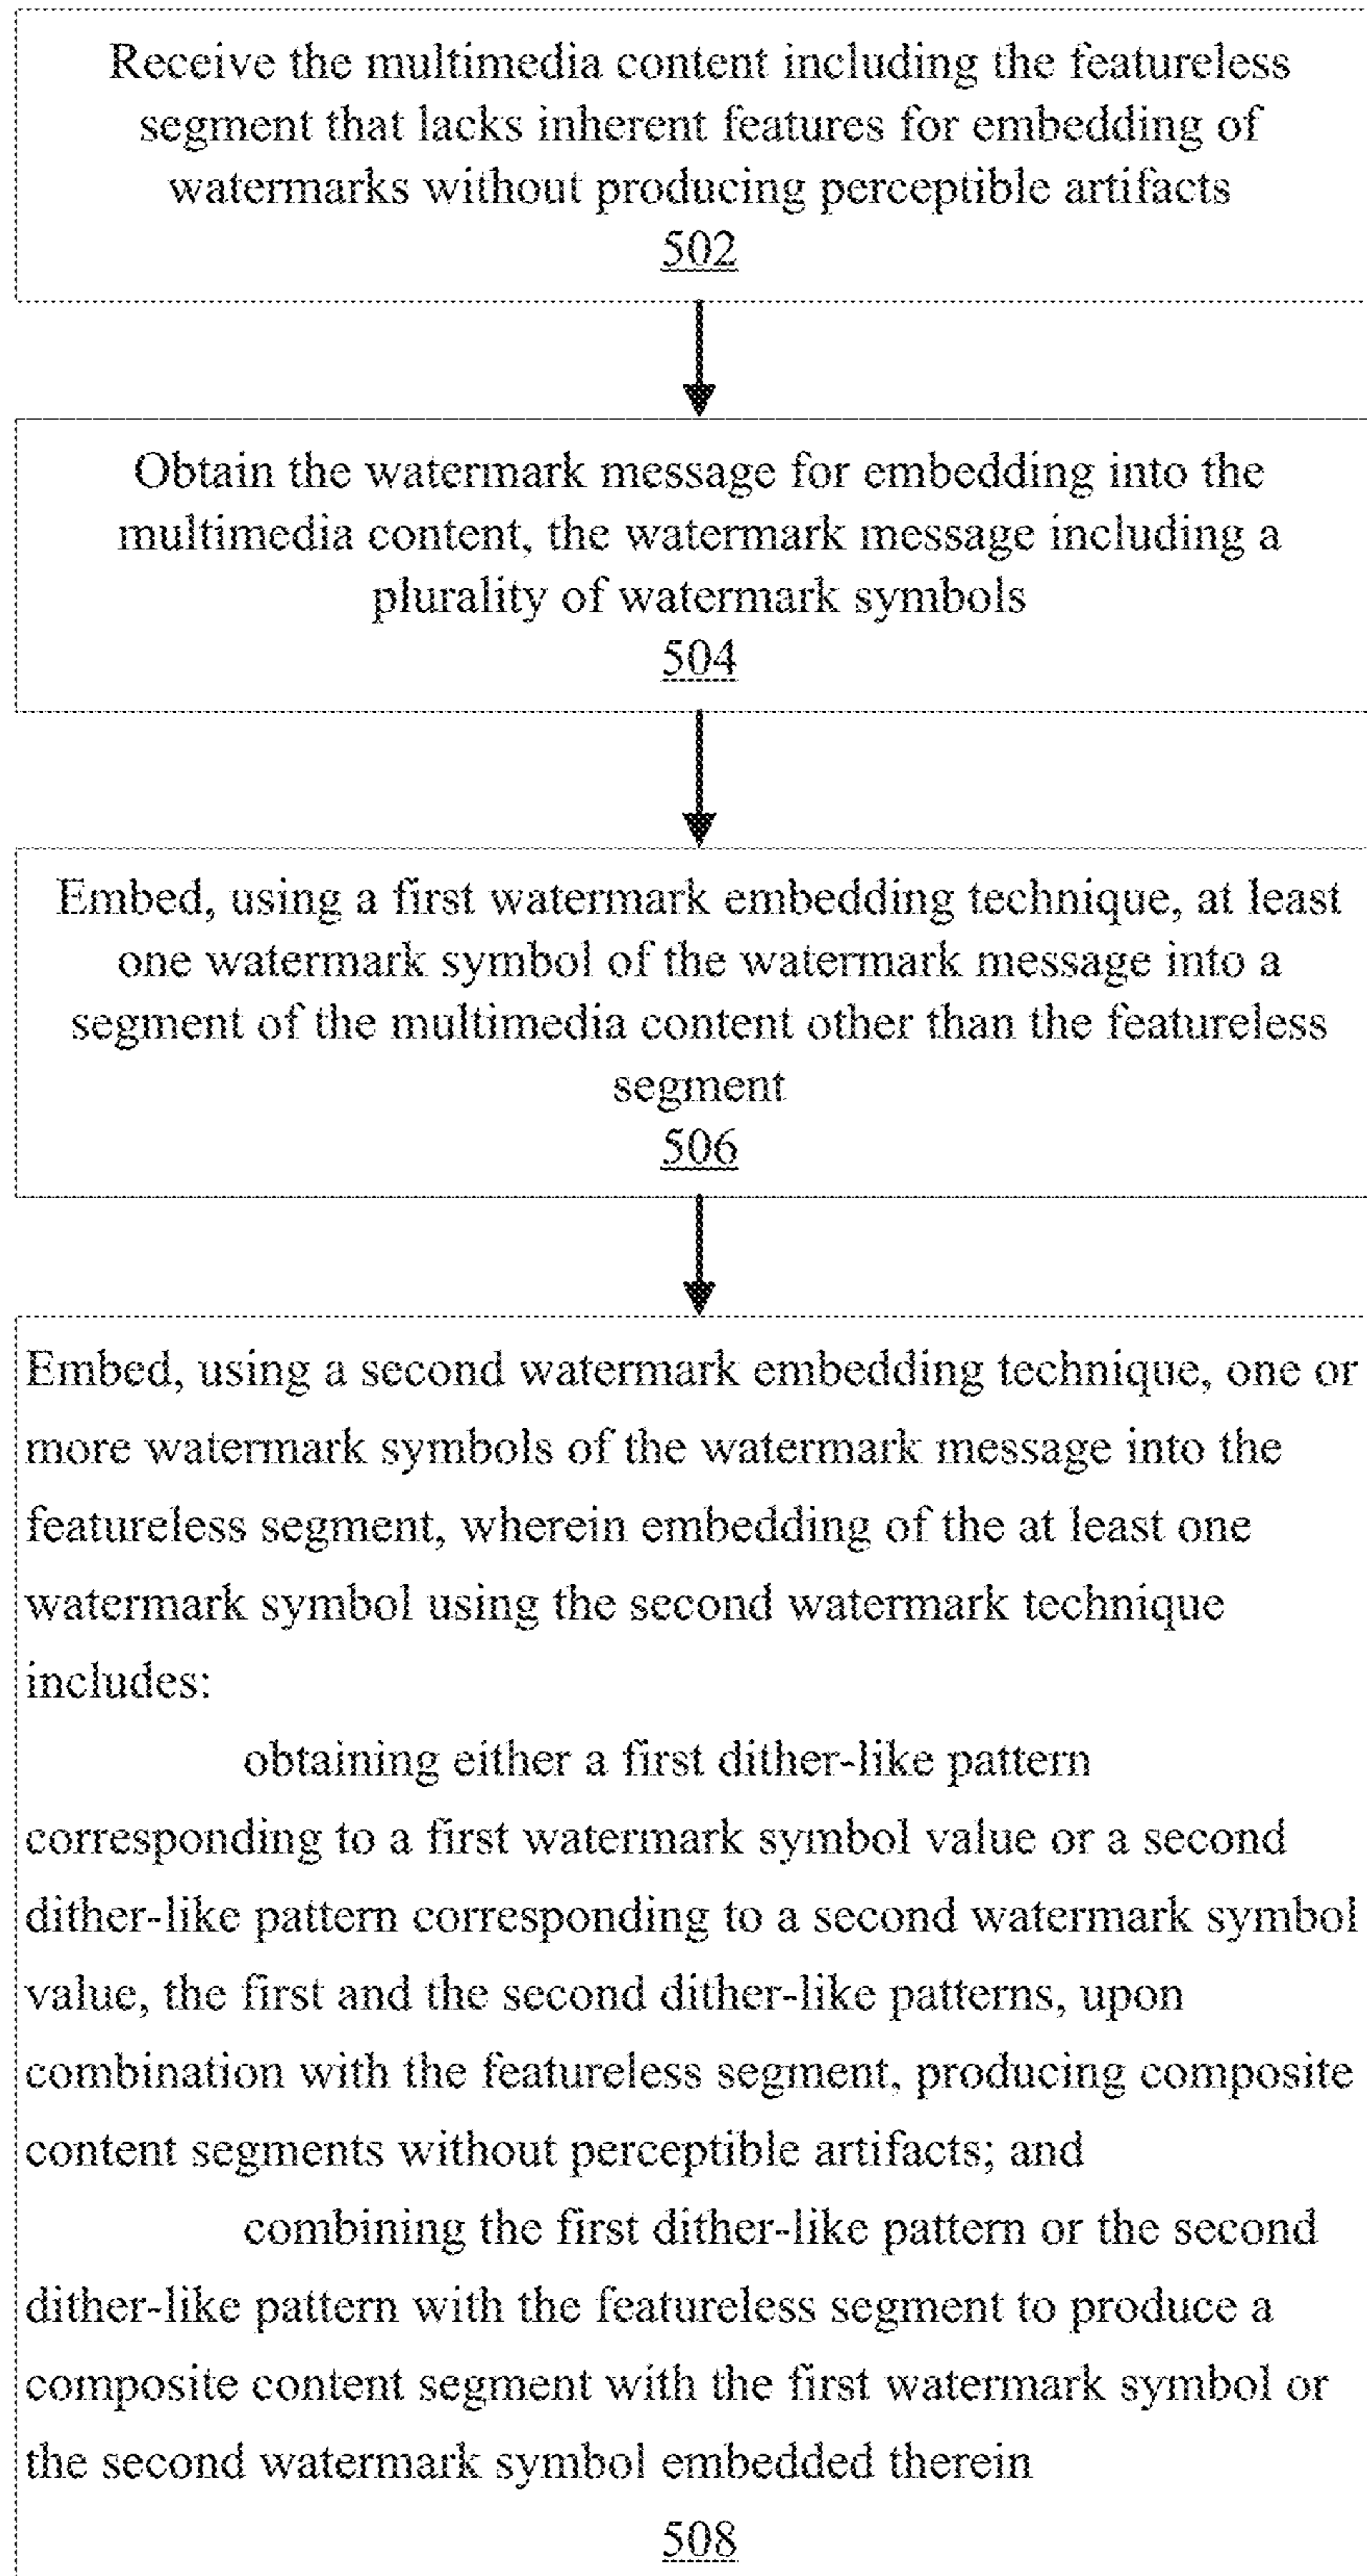 Receive the multimedia content including the featureless
segment that lacks inherent features for embedding of
watermarks without producing perceptible artifacts
502
Obtain the watermark message for embedding into the
multimedia content, the watermark message including a
plurality of watermark symbols
504
Embed, using a first watermark embedding technique, at least
one watermark symbol of the watermark message into a
segment of the multimedia content other than the featureless
segment
506
Embed, using a second watermark embedding technique, one or
more watermark symbols of the watermark message into the
featureless segment, wherein embedding of the at least one
watermark symbol using the second watermark technique
includes:
obtaining either a first dither-like pattern
corresponding to a first watermark symbol value or a second
dither-like pattern corresponding to a second watermark symbol
value, the first and the second dither-like patterns, upon
combination with the featureless segment, producing composite
content segments without perceptible artifacts; and
combining the first dither-like pattern or the second
dither-like pattern with the featureless segment to produce a
composite content segment with the first watermark symbol or
the second watermark symbol embedded therein
508